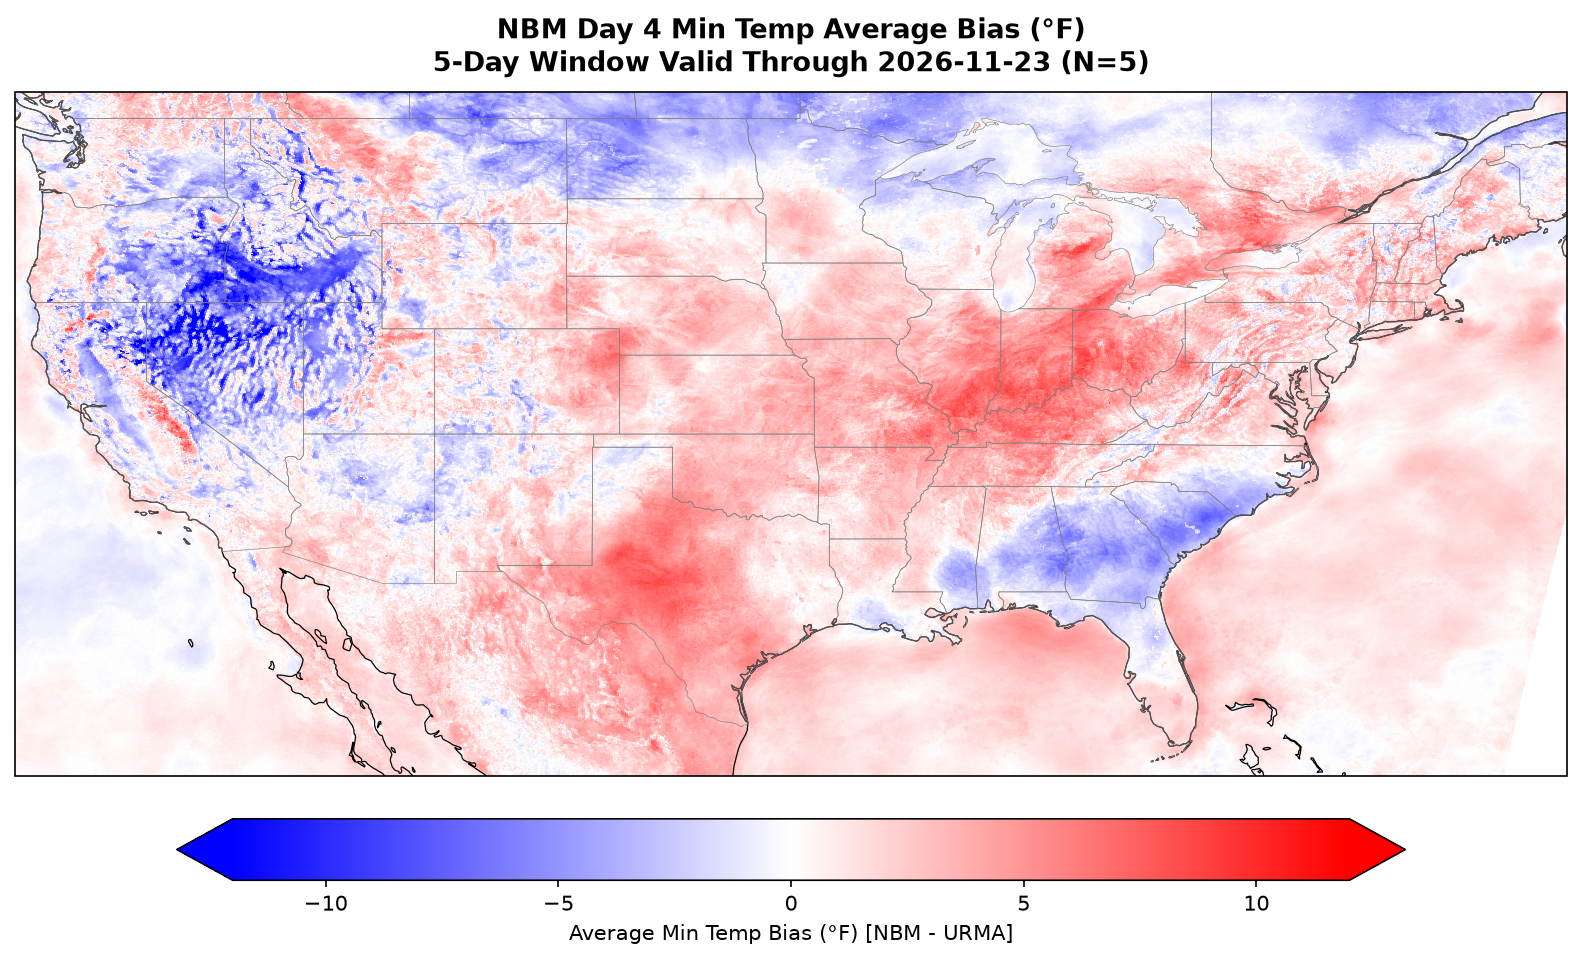 NBM Day 4 Min Temp Average Bias (°F)
5-Day Window Valid Through 2026-11-23 (N=5)
−10 −5 0 5 10
Average Min Temp Bias (°F) [NBM - URMA]